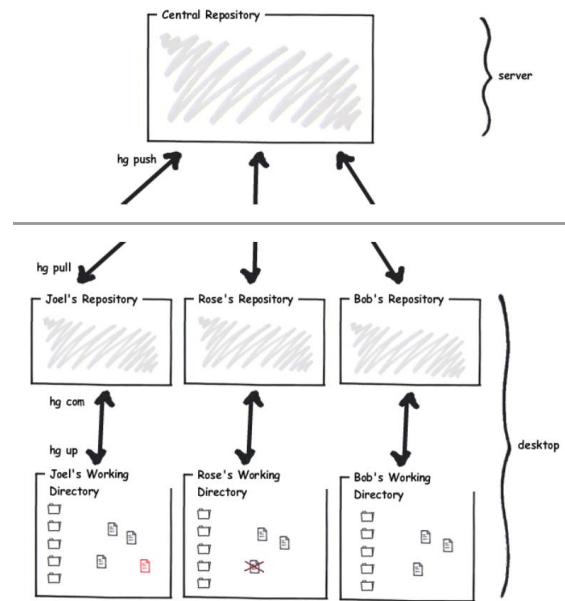 Central Repository
server
hg push
hg pull
Joel's Repository
Rose's Repository
Bob's Repository
hg com
desktop
hg up
Joel's Working
Directory
Rose's Working
Directory
Bob's Working
Directory